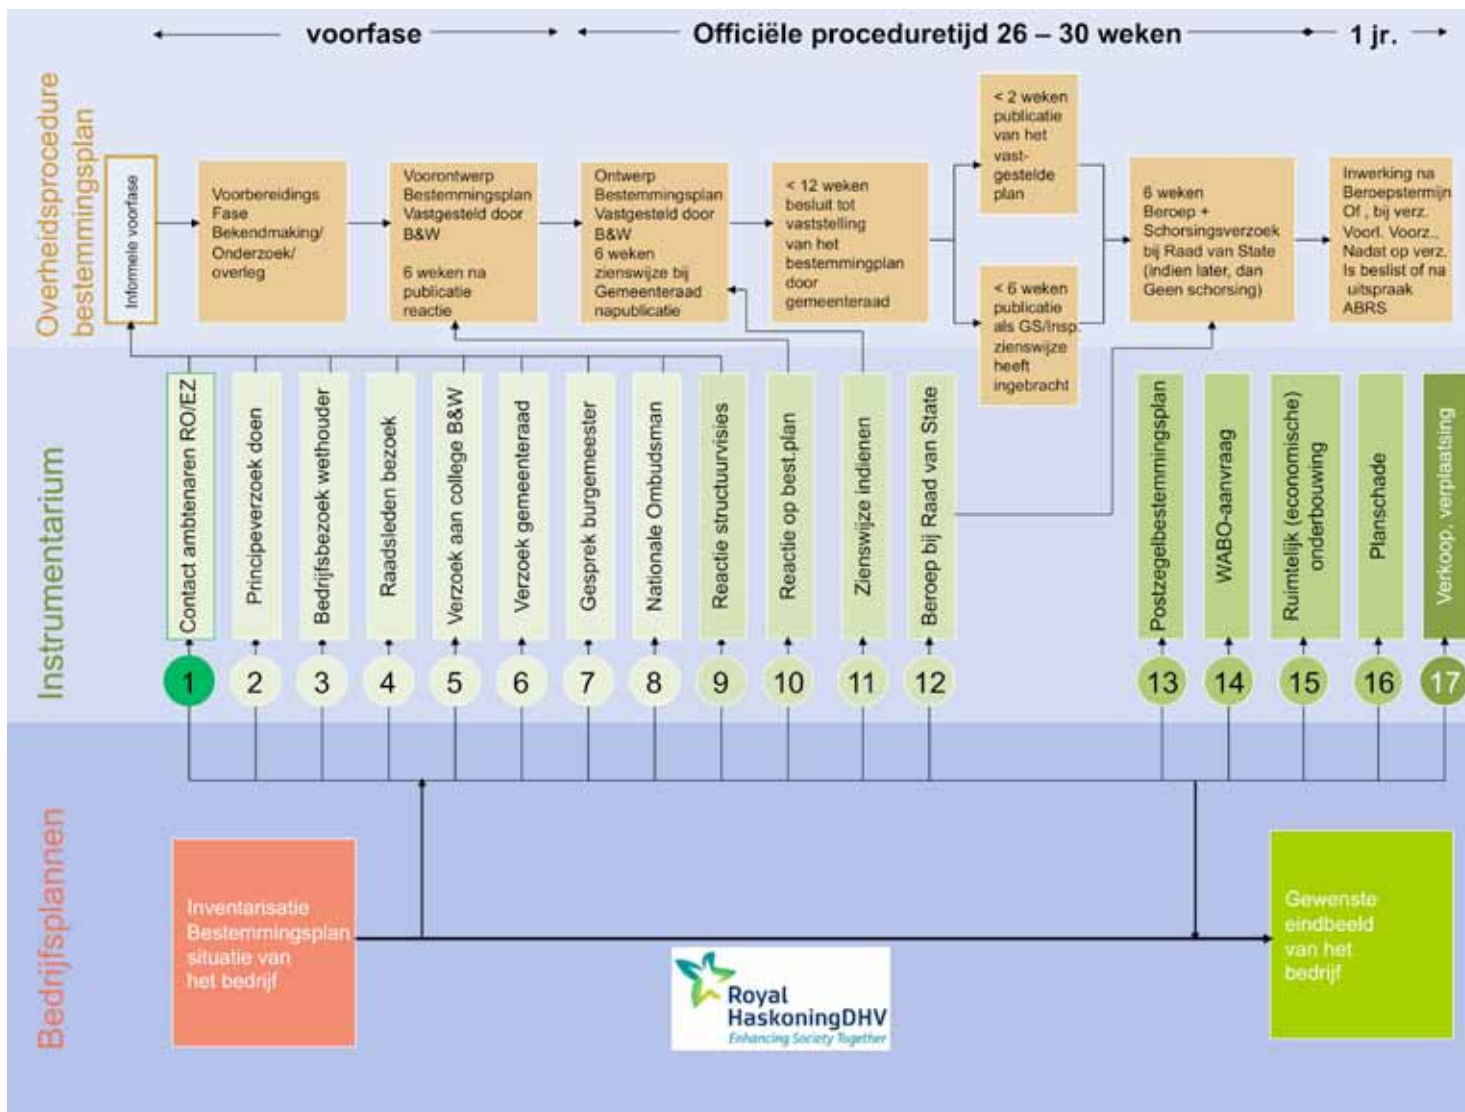 voorfase
Officiële proceduretijd 26 – 30 weken
1 jr.
Overheidsprocedure
bestemmingsplan
Informele voorfase
Voorbereidings
Fase
Bekendmaking/
Onderzoek/
overleg
Voorontwerp
Bestemmingsplan
Vastgesteld door
B&W
6 weken na
publicatie
reactie
Ontwerp
Bestemmingsplan
Vastgesteld door
B&W
6 weken
zienswijze bij
Gemeenteraad
napublicatie
< 12 weken
besluit tot
vaststelling
van het
bestemmingplan
door
gemeenteraad
< 2 weken
publicatie
van het
vast-
gestelde
plan
< 6 weken
publicatie
als GS/Insp.
zienswijze
heeft
ingebracht
6 weken
Beroep +
Schorsingsverzoek
bij Raad van State
(indien later, dan
Geen schorsing)
Inwerking na
Beroepstermijn
Of , bij verz.
Voorl. Voorz.,
Nadat op verz.
Is beslist of na
uitspraak
ABRS
Instrumentarium
Contact ambtenaren RO/EZ
Principeverzoek doen
Bedrijfsbezoek wethouder
Raadsleden bezoek
Verzoek aan college B&W
Verzoek gemeenteraad
Gesprek burgemeester
Nationale Ombudsman
Reactie structuurvisies
Reactie op best.plan
Zienswijze indienen
Beroep bij Raad van State
Postzegelbestemmingsplan
WABO-aanvraag
Ruimtelijk (economische)
onderbouwing
Planschade
Verkoop, verplaatsing
1 2 3 4 5 6 7 8 9 10 11 12 13 14 15 16 17
Bedrijfsplannen
Inventarisatie
Bestemmingsplan
situatie van
het bedrijf
Royal
HaskoningDHV
Enhancing Society Together
Gewenste
eindbeeld
van het
bedrijf